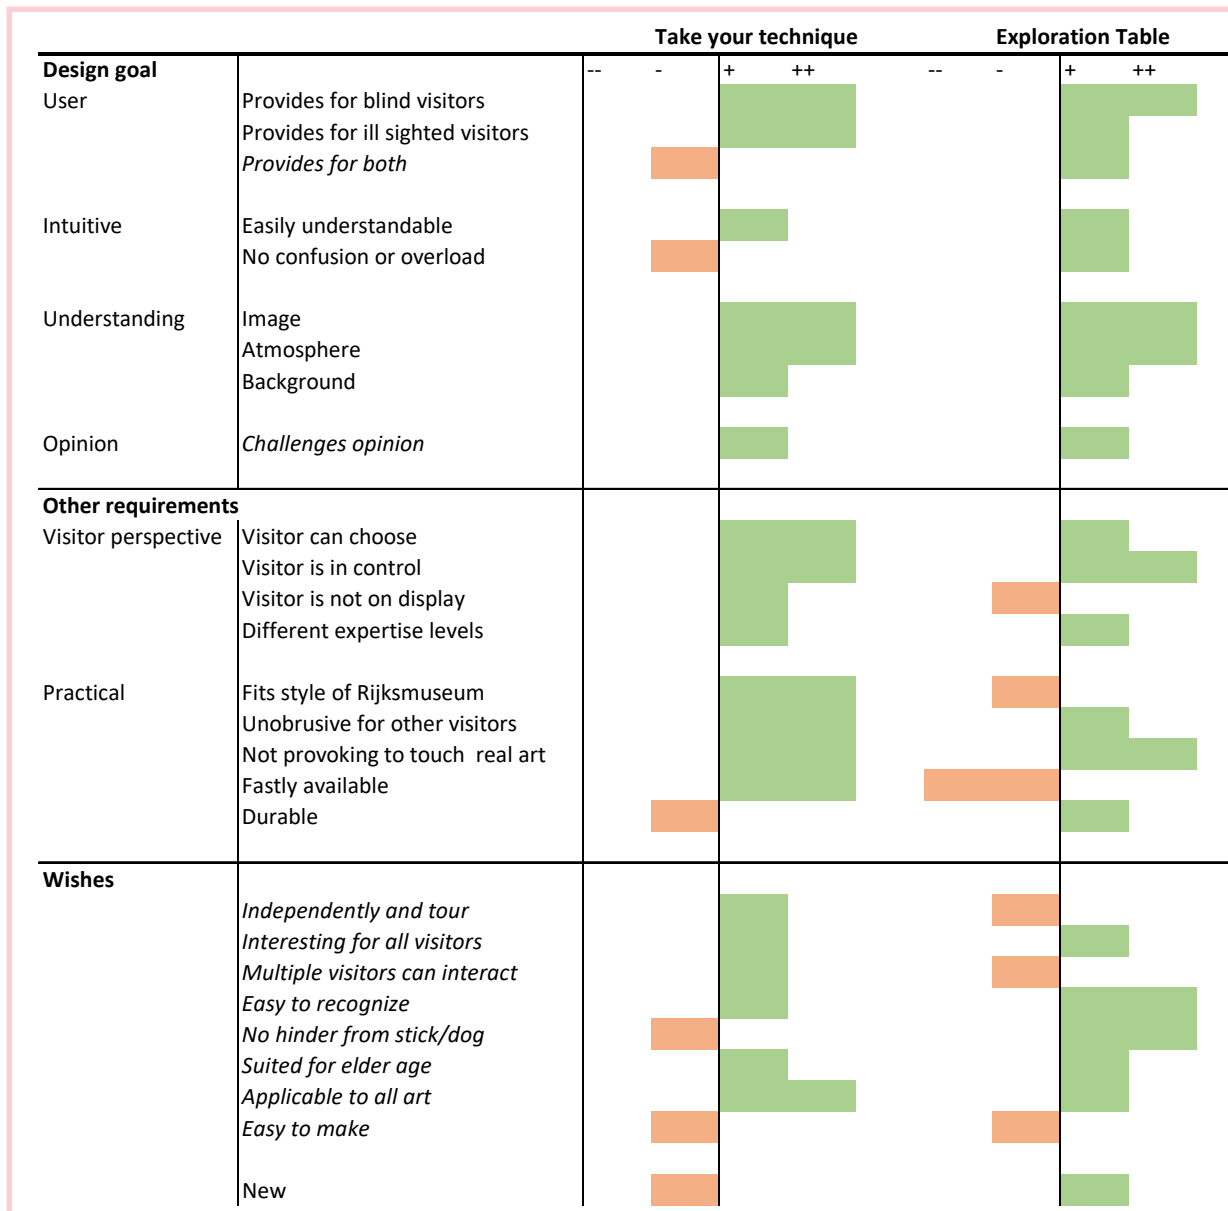 Take your technique Exploration Table
Design goal -- - + ++ -- - + ++
User Provides for blind visitors
Provides for ill sighted visitors
Provides for both
Intuitive Easily understandable
No confusion or overload
Understanding Image
Atmosphere
Background
Opinion Challenges opinion
Other requirements
Visitor perspective Visitor can choose
Visitor is in control
Visitor is not on display
Different expertise levels
Practical Fits style of Rijksmuseum
Unobrusive for other visitors
Not provoking to touch real art
Fastly available
Durable
Wishes
Independently and tour
Interesting for all visitors
Multiple visitors can interact
Easy to recognize
No hinder from stick/dog
Suited for elder age
Applicable to all art
Easy to make
New